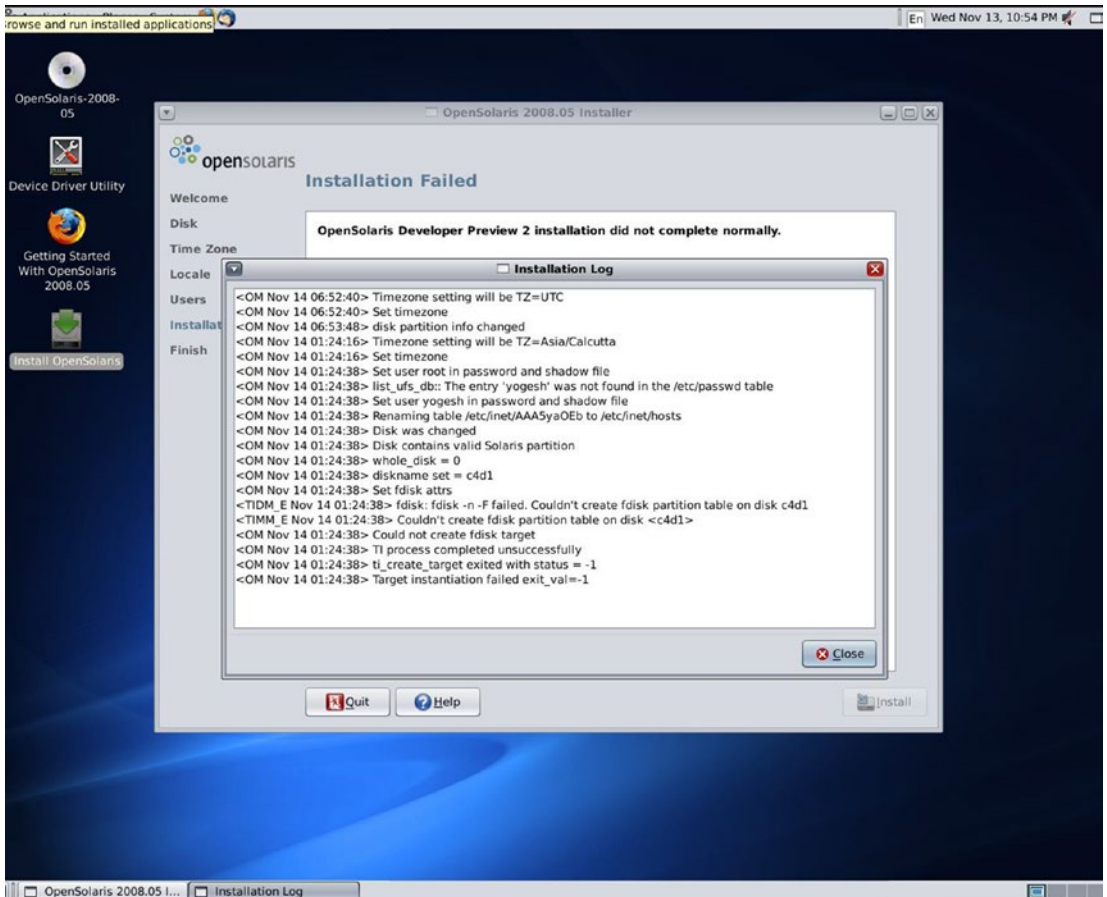 Browse and run installed applications
En Wed Nov 13, 10:54 PM
OpenSolaris-2008-
05
Device Driver Utility
Getting Started
With OpenSolaris
2008.05
Install OpenSolaris
OpenSolaris 2008.05 Installer
opensolaris
Installation Failed
Welcome
Disk
Time Zone
Locale
Users
Installat
Finish
OpenSolaris Developer Preview 2 installation did not complete normally.
Installation Log
<OM Nov 14 06:52:40> Timezone setting will be TZ=UTC
<OM Nov 14 06:52:40> Set timezone
<OM Nov 14 06:53:48> disk partition info changed
<OM Nov 14 01:24:16> Timezone setting will be TZ=Asia/Calcutta
<OM Nov 14 01:24:16> Set timezone
<OM Nov 14 01:24:38> Set user root in password and shadow file
<OM Nov 14 01:24:38> list_ufs_db:: The entry 'yogesh' was not found in the /etc/passwd table
<OM Nov 14 01:24:38> Set user yogesh in password and shadow file
<OM Nov 14 01:24:38> Renaming table /etc/inet/AAA5yaOEb to /etc/inet/hosts
<OM Nov 14 01:24:38> Disk was changed
<OM Nov 14 01:24:38> Disk contains valid Solaris partition
<OM Nov 14 01:24:38> whole_disk = 0
<OM Nov 14 01:24:38> diskname set = c4d1
<OM Nov 14 01:24:38> Set fdisk attrs
<TIDM_E Nov 14 01:24:38> fdisk: fdisk -n -F failed. Couldn't create fdisk partition table on disk c4d1
<TIMM_E Nov 14 01:24:38> Couldn't create fdisk partition table on disk <c4d1>
<OM Nov 14 01:24:38> Could not create fdisk target
<OM Nov 14 01:24:38> TI process completed unsuccessfully
<OM Nov 14 01:24:38> ti_create_target exited with status = -1
<OM Nov 14 01:24:38> Target instantiation failed exit_val=-1
Close
Quit
Help
Install
OpenSolaris 2008.05 I...
Installation Log